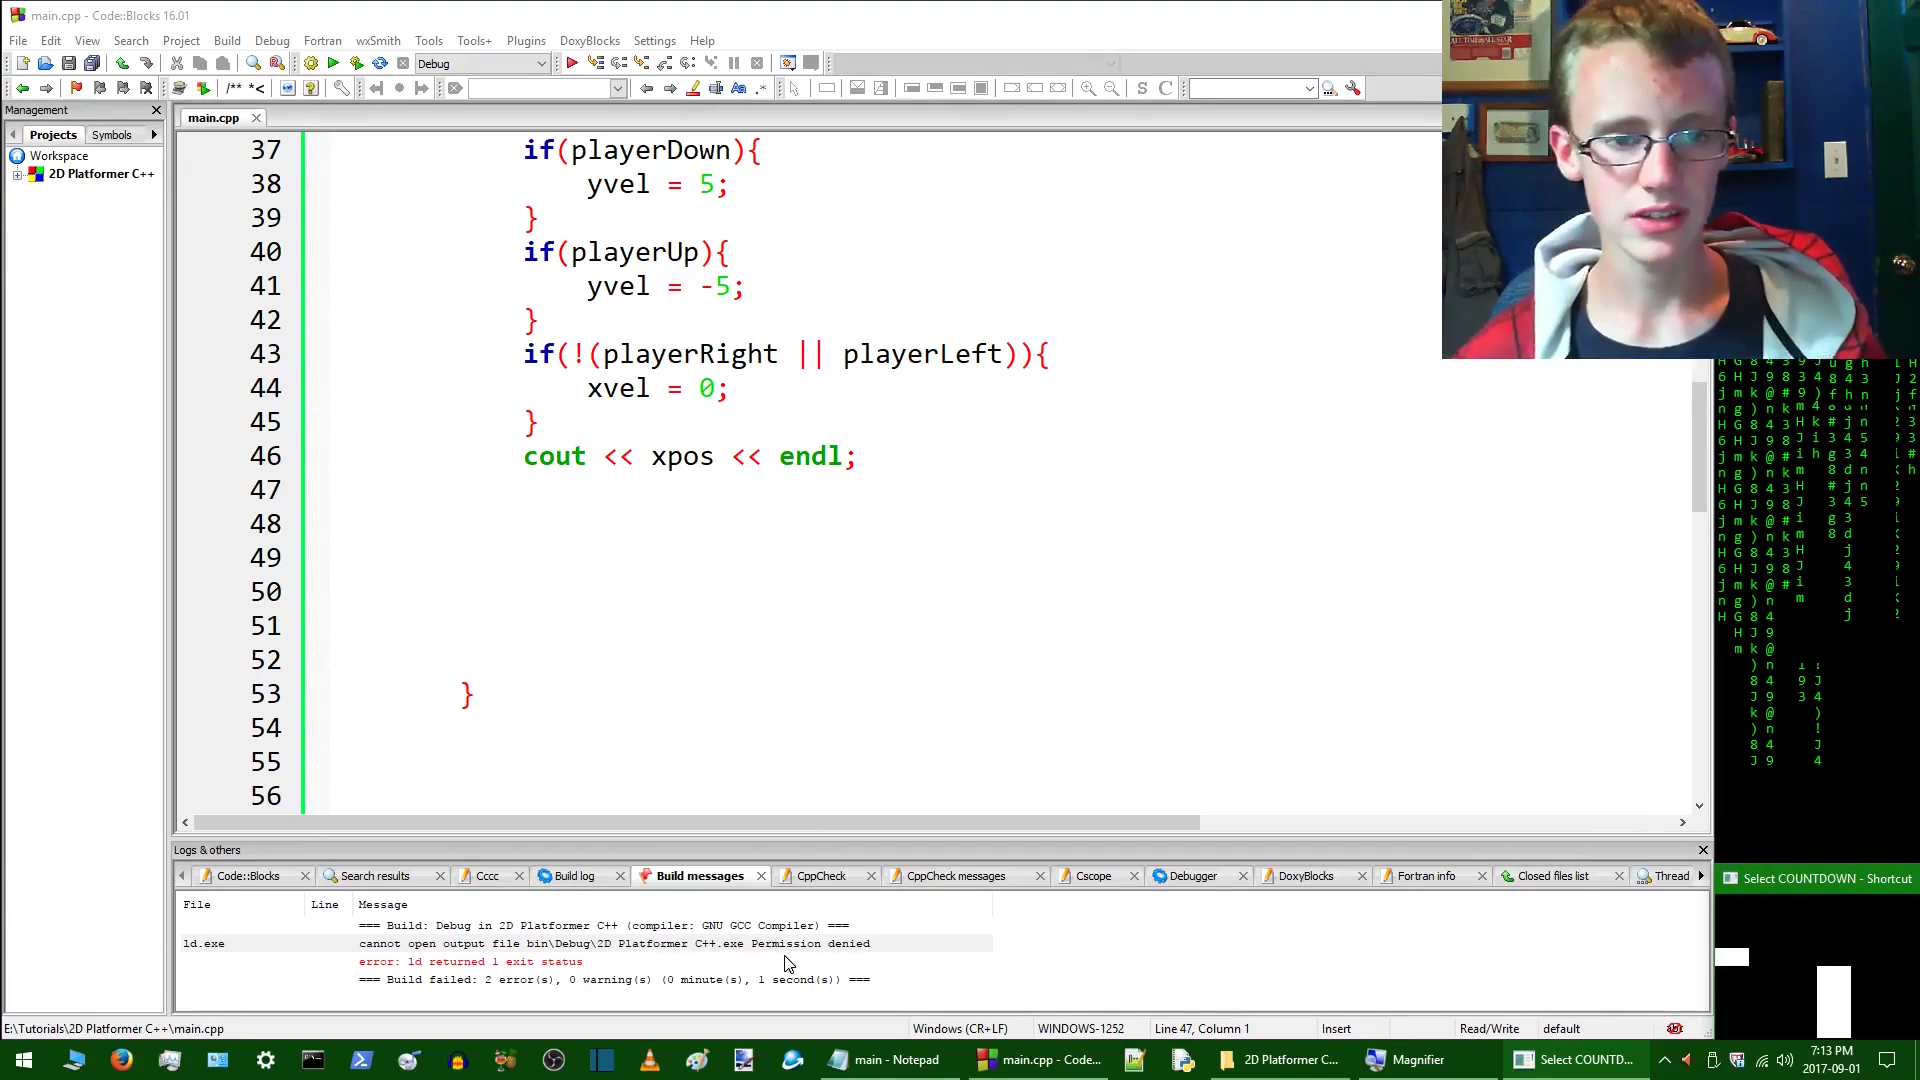 main.cpp - Code::Blocks 16.01
File Edit View Search Project Build Debug Fortran wxSmith Tools Tools+ Plugins DoxyBlocks Settings Help
Debug
/** *<
S C
Management
Projects Symbols
Workspace
2D Platformer C++
main.cpp
37 if(playerDown){
38 yvel = 5;
39 }
40 if(playerUp){
41 yvel = -5;
42 }
43 if(!(playerRight || playerLeft)){
44 xvel = 0;
45 }
46 cout << xpos << endl;
47
48
49
50
51
52
53 }
54
55
56
Logs & others
Code::Blocks Search results Cccc Build log Build messages CppCheck CppCheck messages Cscope Debugger DoxyBlocks Fortran info Closed files list Thread
File Line Message
=== Build: Debug in 2D Platformer C++ (compiler: GNU GCC Compiler) ===
ld.exe cannot open output file bin\Debug\2D Platformer C++.exe Permission denied
error: ld returned 1 exit status
=== Build failed: 2 error(s), 0 warning(s) (0 minute(s), 1 second(s)) ===
Select COUNTDOWN - Shortcut
E:\Tutorials\2D Platformer C++\main.cpp Windows (CR+LF) WINDOWS-1252 Line 47, Column 1 Insert Read/Write default
main - Notepad main.cpp - Code... 2D Platformer C... Magnifier Select COUNTD...
7:13 PM
2017-09-01